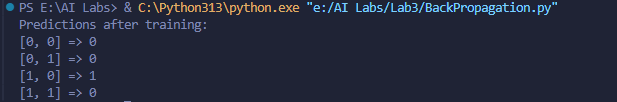 PS E:\AI Labs> & C:\Python313\python.exe "e:/AI Labs/Lab3/BackPropagation.py"
Predictions after training:
[0, 0] => 0
[0, 1] => 0
[1, 0] => 1
[1, 1] => 0